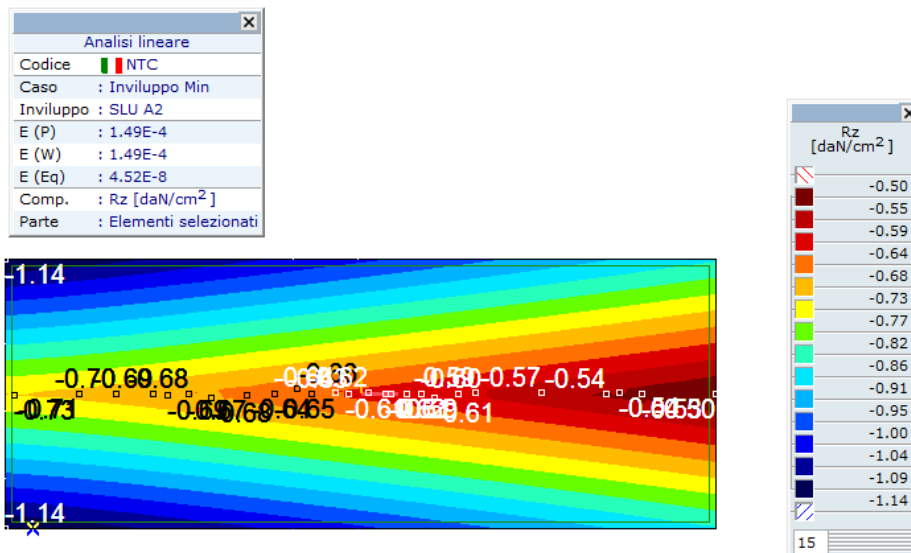 Analisi lineare
Codice NTC
Caso : Inviluppo Min
Inviluppo : SLU A2
E (P) : 1.49E-4
E (W) : 1.49E-4
E (Eq) : 4.52E-8
Comp. : Rz [daN/cm²]
Parte : Elementi selezionati
Rz
[daN/cm²]
-0.50
-0.55
-0.59
-0.64
-0.68
-0.73
-0.77
-0.82
-0.86
-0.91
-0.95
-1.00
-1.04
-1.09
-1.14
15
-1.14
-0.70 -0.68
-0.57 -0.54
-0.73
-0.61
-1.14